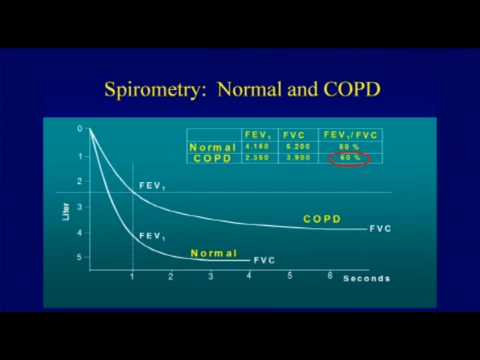 Spirometry: Normal and COPD
FEV1 FVC FEV1/FVC
Normal 4.150 5.200 80 %
COPD 2.350 3.900 60 %
0
1
2
3
4
5
Liter
FEV1
FEV1
COPD
FVC
Normal
FVC
1 2 3 4 5 6 Seconds